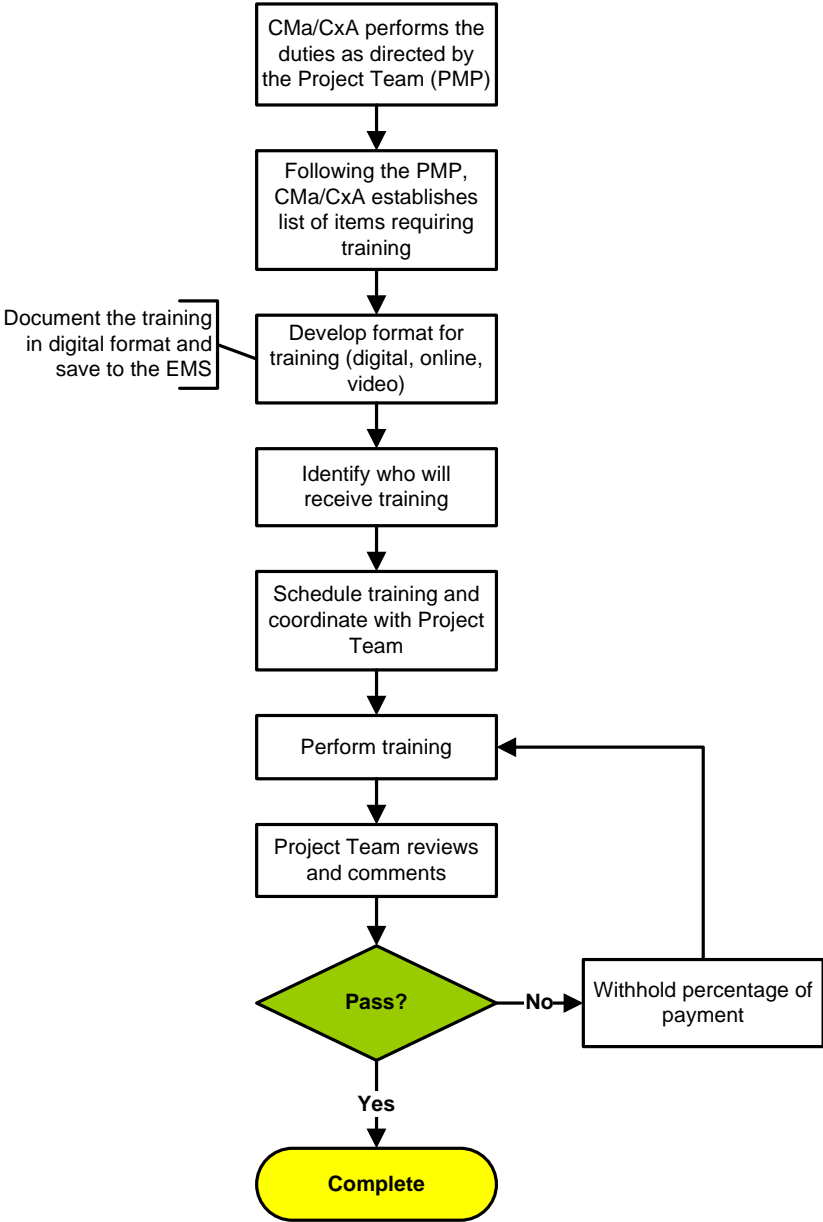 CMa/CxA performs the
duties as directed by
the Project Team (PMP)
Following the PMP,
CMa/CxA establishes
list of items requiring
training
Document the training
in digital format and
save to the EMS
Develop format for
training (digital, online,
video)
Identify who will
receive training
Schedule training and
coordinate with Project
Team
Perform training
Project Team reviews
and comments
Pass?
No
Withhold percentage of
payment
Yes
Complete